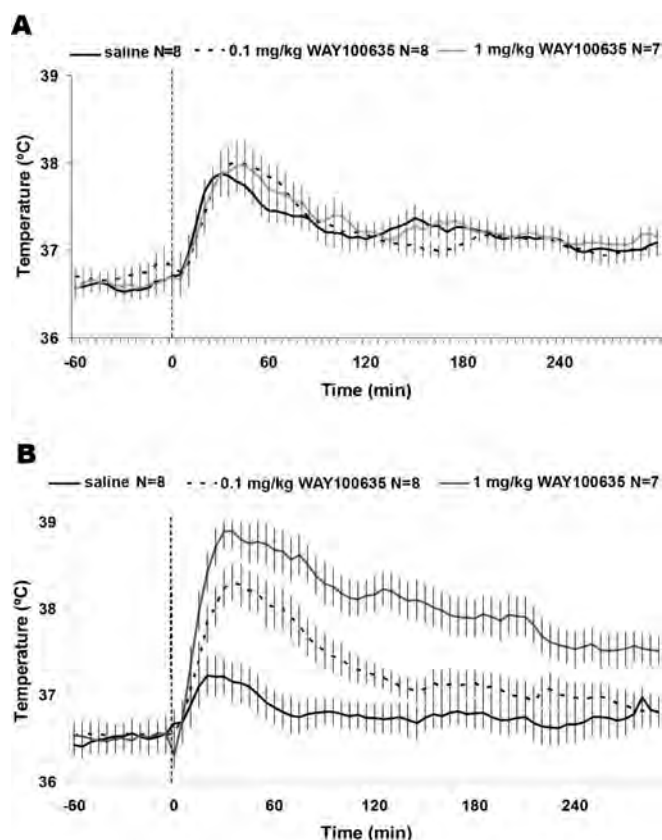 A
saline N=8 0.1 mg/kg WAY100635 N=8 1 mg/kg WAY100635 N=7
39
38
37
36
Temperature (ºC)
-60 0 60 120 180 240
Time (min)
B
saline N=8 0.1 mg/kg WAY100635 N=8 1 mg/kg WAY100635 N=7
39
38
37
36
Temperature (ºC)
-60 0 60 120 180 240
Time (min)